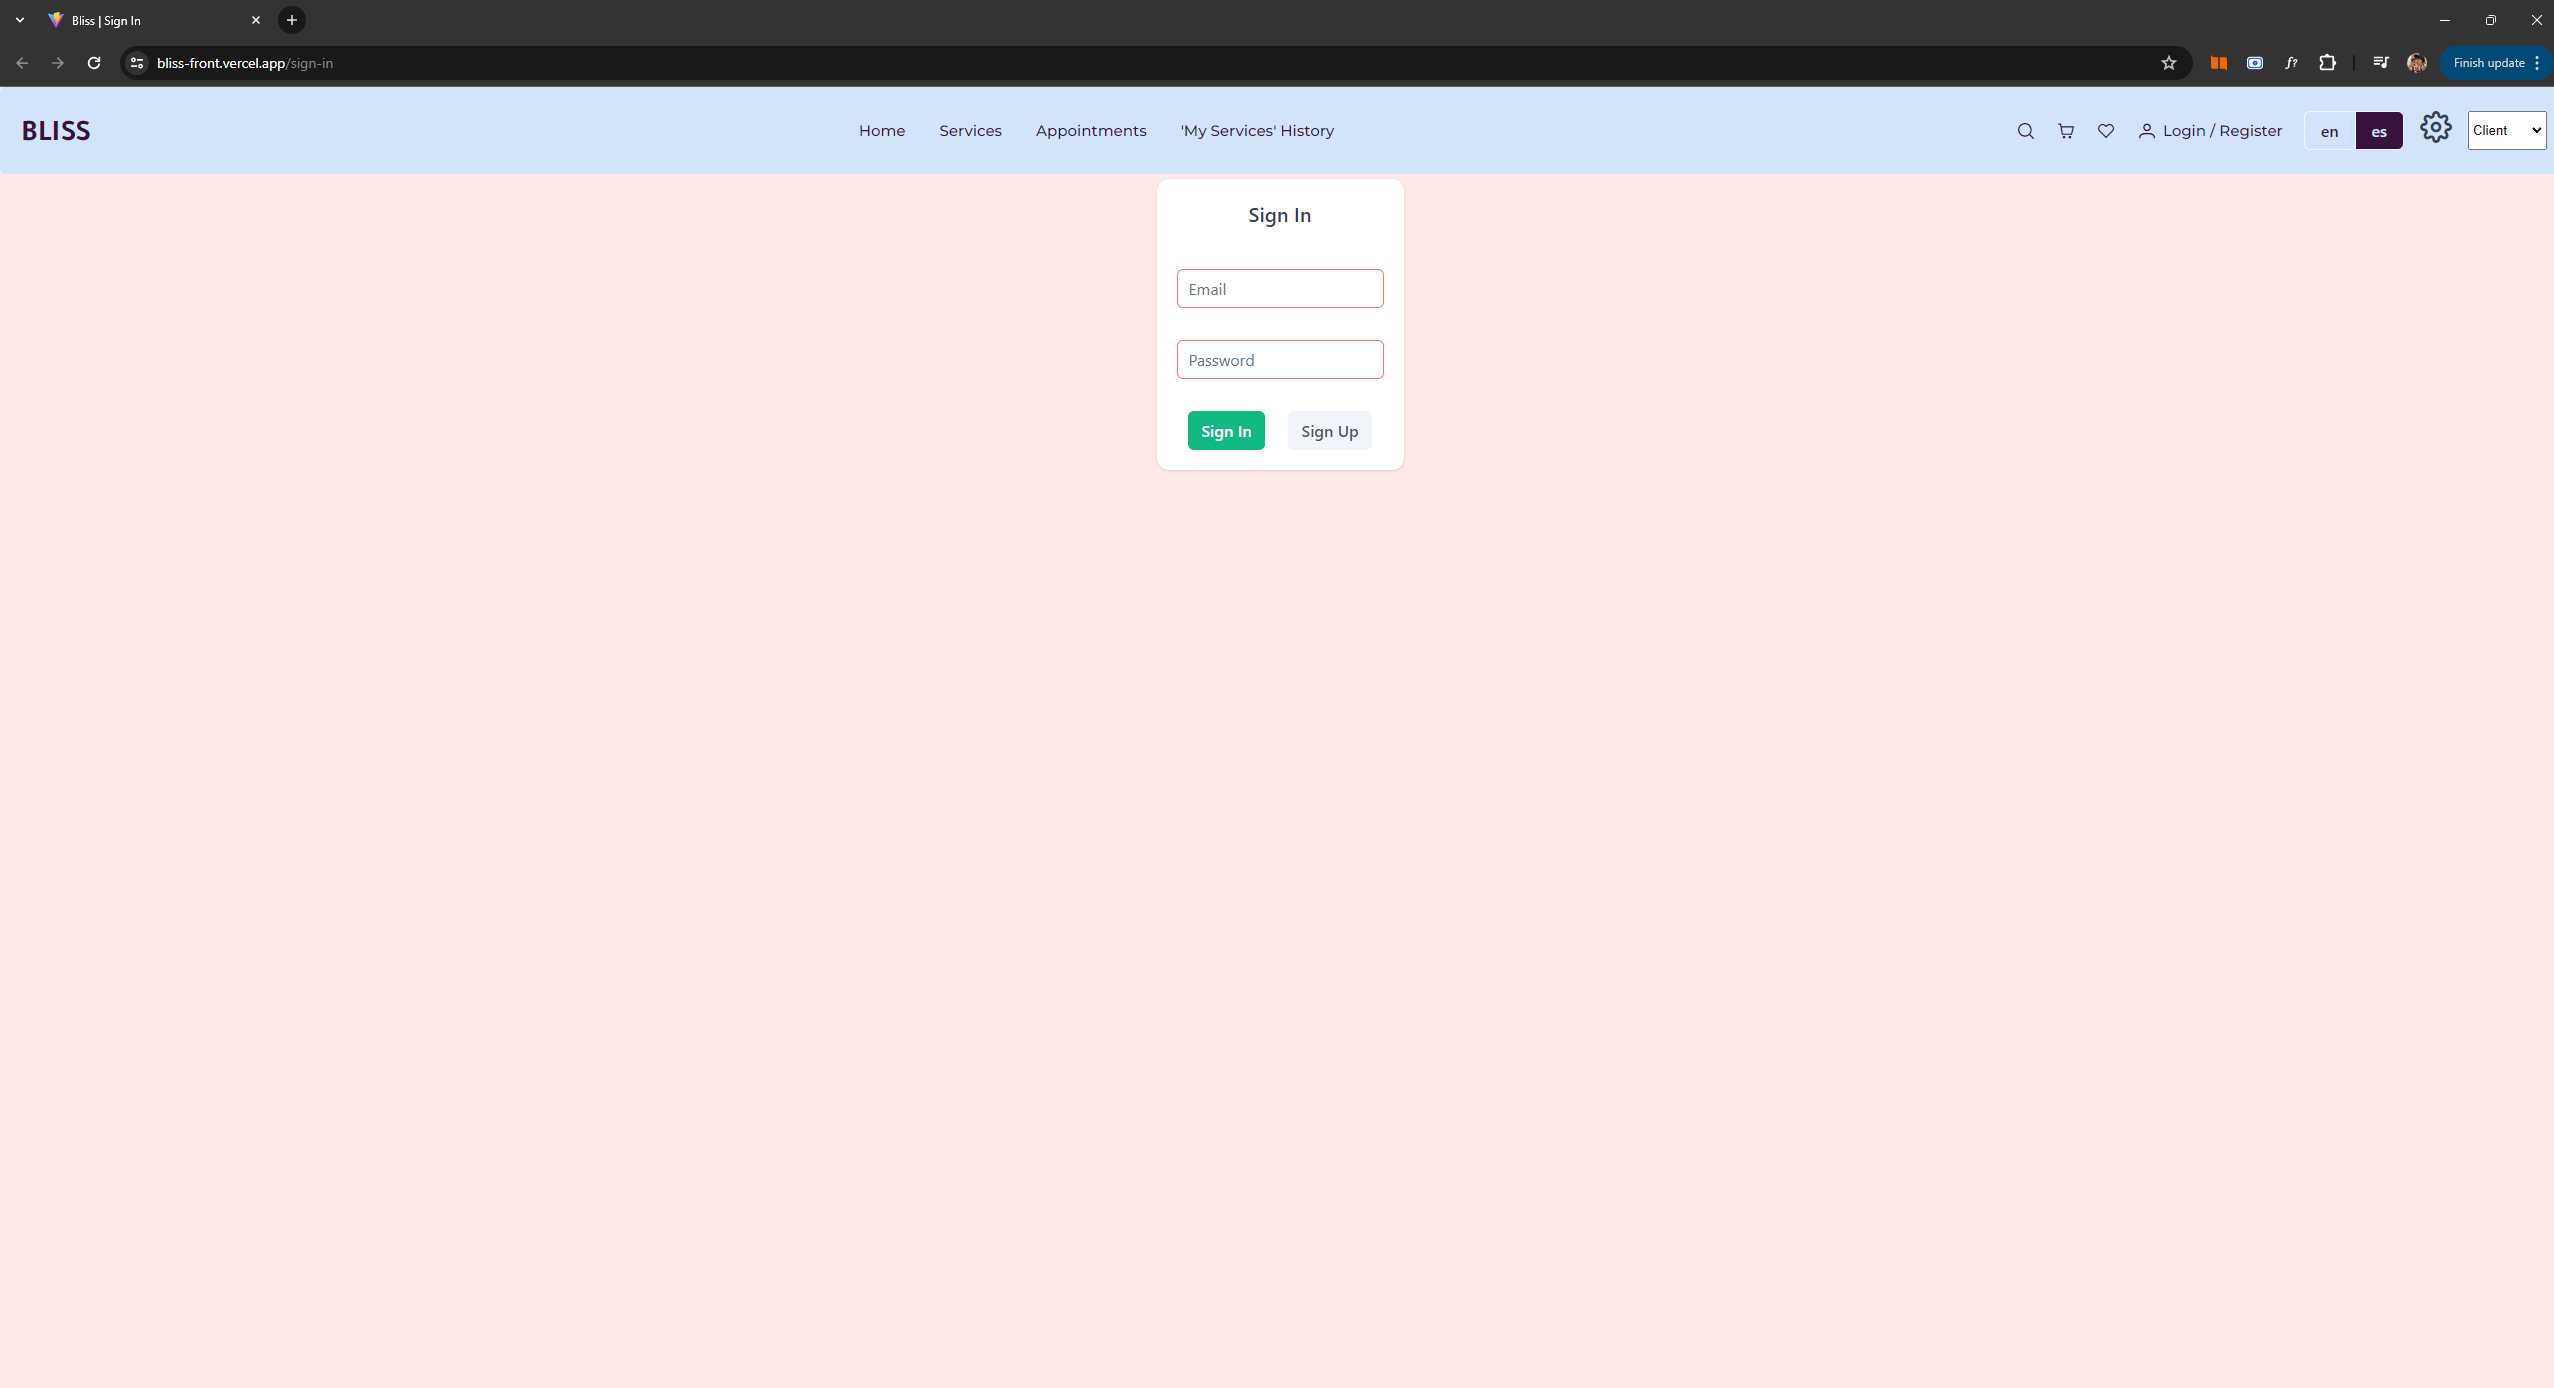 Bliss | Sign In
bliss-front.vercel.app/sign-in
Finish update
BLISS
Home
Services
Appointments
'My Services' History
Login / Register
en
es
Client
Sign In
Email
Password
Sign In
Sign Up